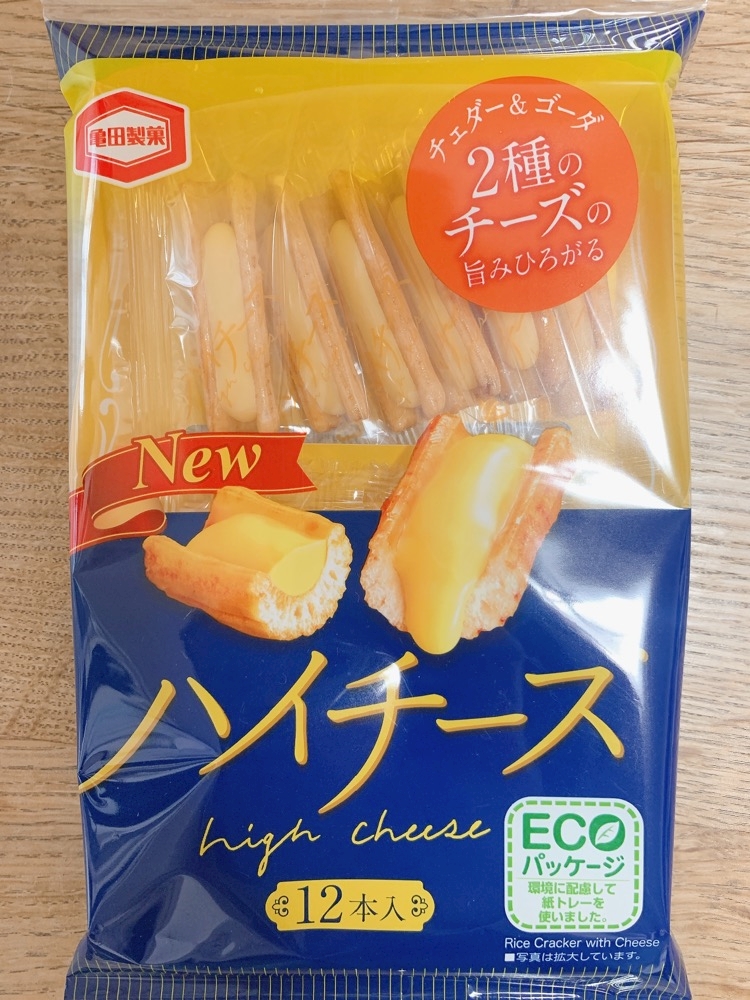 亀田製菓
チェダー&ゴーダ
2種の
チーズの
旨みひろがる
New
ハイチーズ
high cheese
12本入
ECO
パッケージ
環境に配慮して
紙トレーを
使いました。
Rice Cracker with Cheese
■写真は拡大しています。